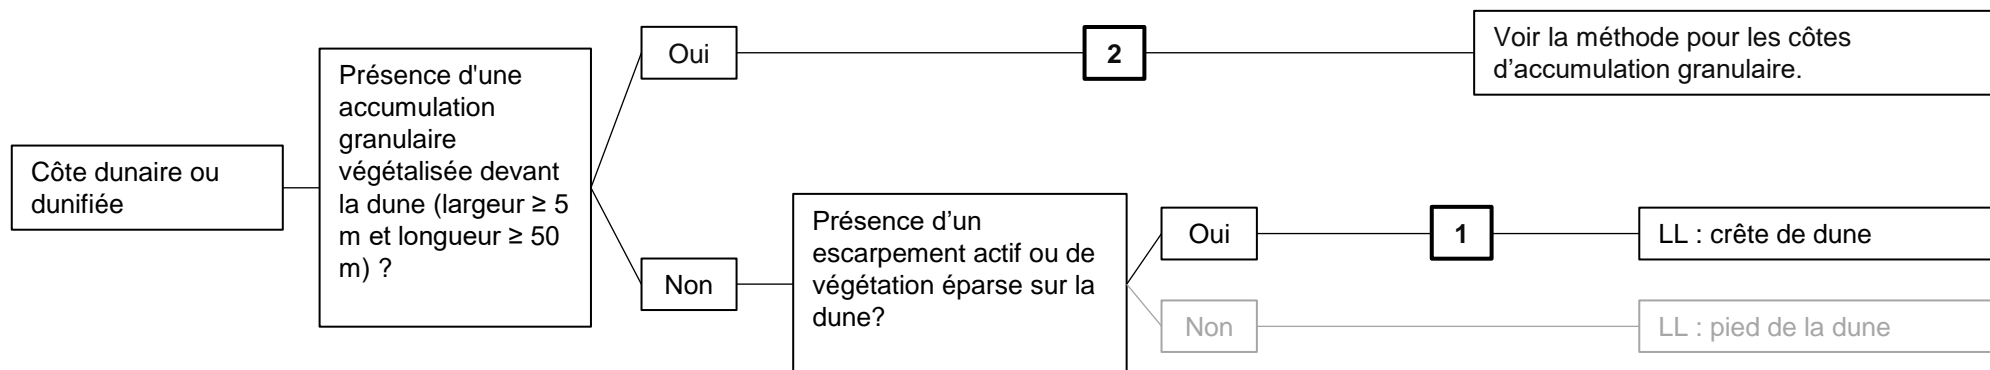 Côte dunaire ou
dunifiée
Présence d'une
accumulation
granulaire
végétalisée devant
la dune (largeur ≥ 5
m et longueur ≥ 50
m) ?
Oui
2
Voir la méthode pour les côtes
d’accumulation granulaire.
Non
Présence d’un
escarpement actif ou de
végétation éparse sur la
dune?
Oui
1
LL : crête de dune
Non
LL : pied de la dune